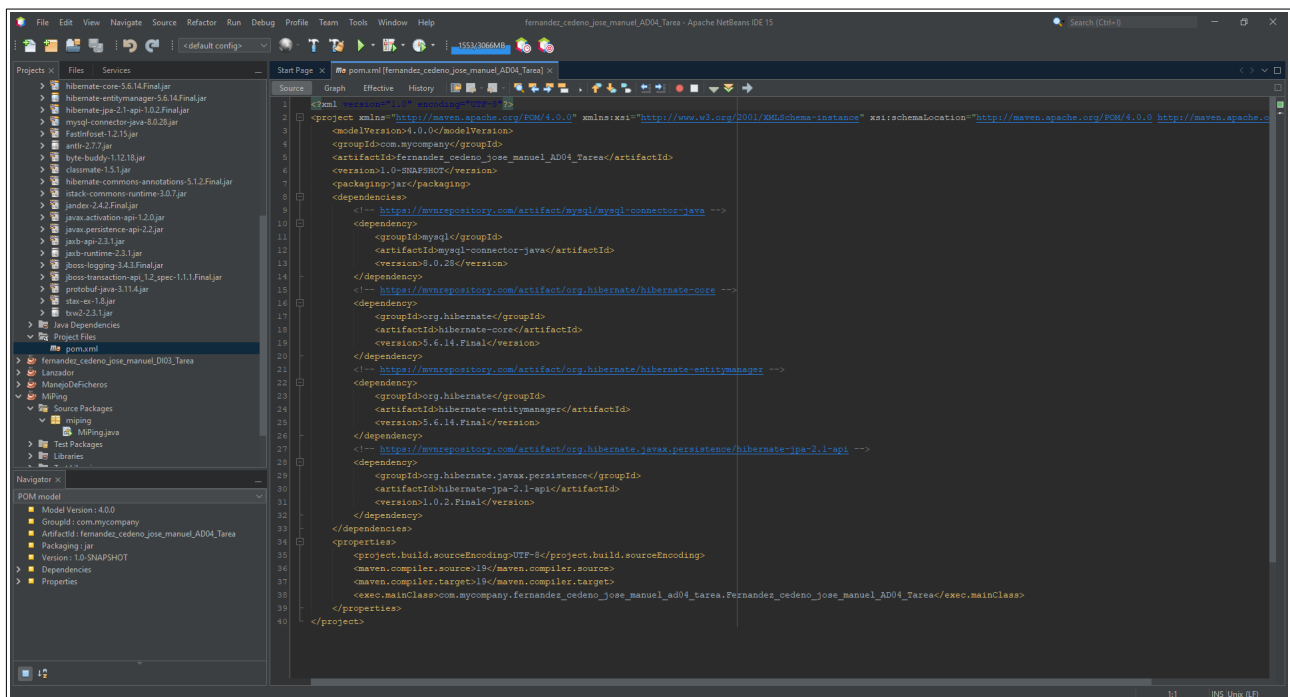 File Edit View Navigate Source Refactor Run Debug Profile Team Tools Window Help
fernandez_cedeno_jose_manuel_AD04_Tarea - Apache NetBeans IDE 15
Search (Ctrl+I)
<default config>
1553/3066MB
Projects Files Services
hibernate-core-5.6.14.Final.jar
hibernate-entitymanager-5.6.14.Final.jar
hibernate-jpa-2.1-api-1.0.2.Final.jar
mysql-connector-java-8.0.28.jar
FastInfoset-1.2.15.jar
antlr-2.7.7.jar
byte-buddy-1.12.18.jar
classmate-1.5.1.jar
hibernate-commons-annotations-5.1.2.Final.jar
istack-commons-runtime-3.0.7.jar
jandex-2.4.2.Final.jar
javax.activation-api-1.2.0.jar
javax.persistence-api-2.2.jar
jaxb-api-2.3.1.jar
jaxb-runtime-2.3.1.jar
jboss-logging-3.4.3.Final.jar
jboss-transaction-api_1.2_spec-1.1.1.Final.jar
protobuf-java-3.11.4.jar
stax-ex-1.8.jar
txw2-2.3.1.jar
Java Dependencies
Project Files
pom.xml
fernandez_cedeno_jose_manuel_DI03_Tarea
Lanzador
ManejoDeFicheros
MiPing
Source Packages
miping
MiPing.java
Test Packages
Libraries
Navigator
POM model
Model Version : 4.0.0
GroupId : com.mycompany
ArtifactId : fernandez_cedeno_jose_manuel_AD04_Tarea
Packaging : jar
Version : 1.0-SNAPSHOT
Dependencies
Properties
Start Page pom.xml [fernandez_cedeno_jose_manuel_AD04_Tarea]
Source Graph Effective History
1 <?xml version="1.0" encoding="UTF-8"?>
2 <project xmlns="http://maven.apache.org/POM/4.0.0" xmlns:xsi="http://www.w3.org/2001/XMLSchema-instance" xsi:schemaLocation="http://maven.apache.org/POM/4.0.0 http://maven.apache.o
3 <modelVersion>4.0.0</modelVersion>
4 <groupId>com.mycompany</groupId>
5 <artifactId>fernandez_cedeno_jose_manuel_AD04_Tarea</artifactId>
6 <version>1.0-SNAPSHOT</version>
7 <packaging>jar</packaging>
8 <dependencies>
9 <!-- https://mvnrepository.com/artifact/mysql/mysql-connector-java -->
10 <dependency>
11 <groupId>mysql</groupId>
12 <artifactId>mysql-connector-java</artifactId>
13 <version>8.0.28</version>
14 </dependency>
15 <!-- https://mvnrepository.com/artifact/org.hibernate/hibernate-core -->
16 <dependency>
17 <groupId>org.hibernate</groupId>
18 <artifactId>hibernate-core</artifactId>
19 <version>5.6.14.Final</version>
20 </dependency>
21 <!-- https://mvnrepository.com/artifact/org.hibernate/hibernate-entitymanager -->
22 <dependency>
23 <groupId>org.hibernate</groupId>
24 <artifactId>hibernate-entitymanager</artifactId>
25 <version>5.6.14.Final</version>
26 </dependency>
27 <!-- https://mvnrepository.com/artifact/org.hibernate.javax.persistence/hibernate-jpa-2.1-api -->
28 <dependency>
29 <groupId>org.hibernate.javax.persistence</groupId>
30 <artifactId>hibernate-jpa-2.1-api</artifactId>
31 <version>1.0.2.Final</version>
32 </dependency>
33 </dependencies>
34 <properties>
35 <project.build.sourceEncoding>UTF-8</project.build.sourceEncoding>
36 <maven.compiler.source>19</maven.compiler.source>
37 <maven.compiler.target>19</maven.compiler.target>
38 <exec.mainClass>com.mycompany.fernandez_cedeno_jose_manuel_ad04_tarea.Fernandez_cedeno_jose_manuel_AD04_Tarea</exec.mainClass>
39 </properties>
40 </project>
1:1 INS Unix (LF)